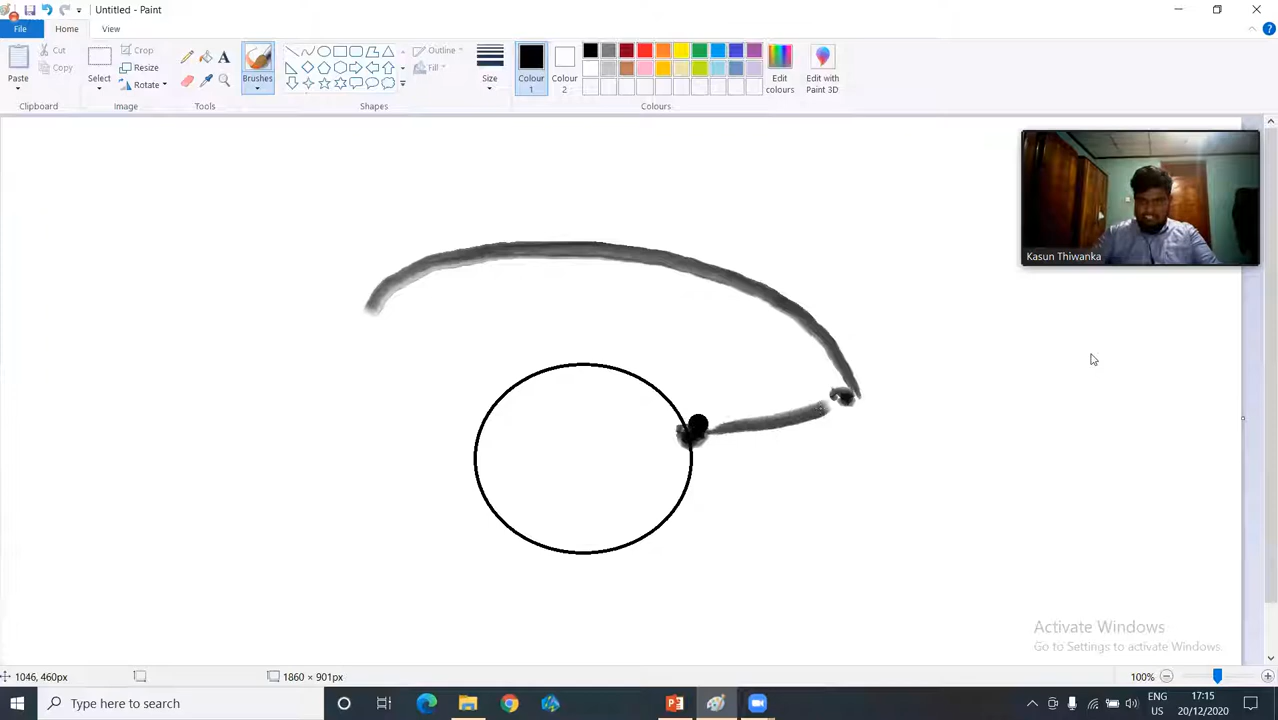 Untitled - Paint
File
Home
View
Paste
Cut
Copy
Clipboard
Select
Crop
Resize
Rotate
Image
Tools
Brushes
Shapes
Outline
Fill
Size
Colour
1
Colour
2
Edit
colours
Edit with
Paint 3D
Colours
Kasun Thiwanka
Activate Windows
Go to Settings to activate Windows.
1046, 460px
1860 × 901px
100%
Type here to search
ENG
US
17:15
20/12/2020